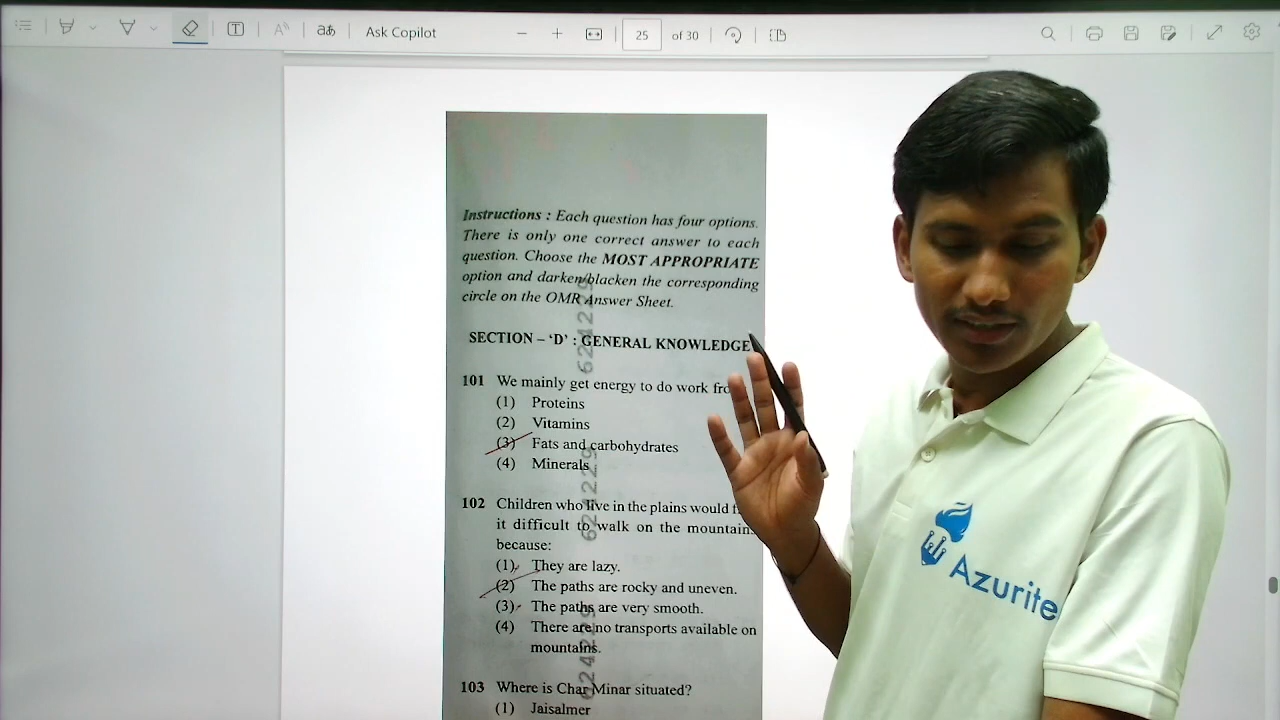 Ask Copilot
25 of 30
Instructions : Each question has four options.
There is only one correct answer to each
question. Choose the MOST APPROPRIATE
option and darken/blacken the corresponding
circle on the OMR Answer Sheet.
SECTION – ‘D’ : GENERAL KNOWLEDGE
101 We mainly get energy to do work
(1) Proteins
(2) Vitamins
(3) Fats and carbohydrates
(4) Minerals
102 Children who live in the plains would
it difficult to walk on the mountains
because:
(1) They are lazy.
(2) The paths are rocky and uneven.
(3) The paths are very smooth.
(4) There are no transports available on
mountains.
103 Where is Char Minar situated?
(1) Jaisalmer
624229
624229
624229
Azurite